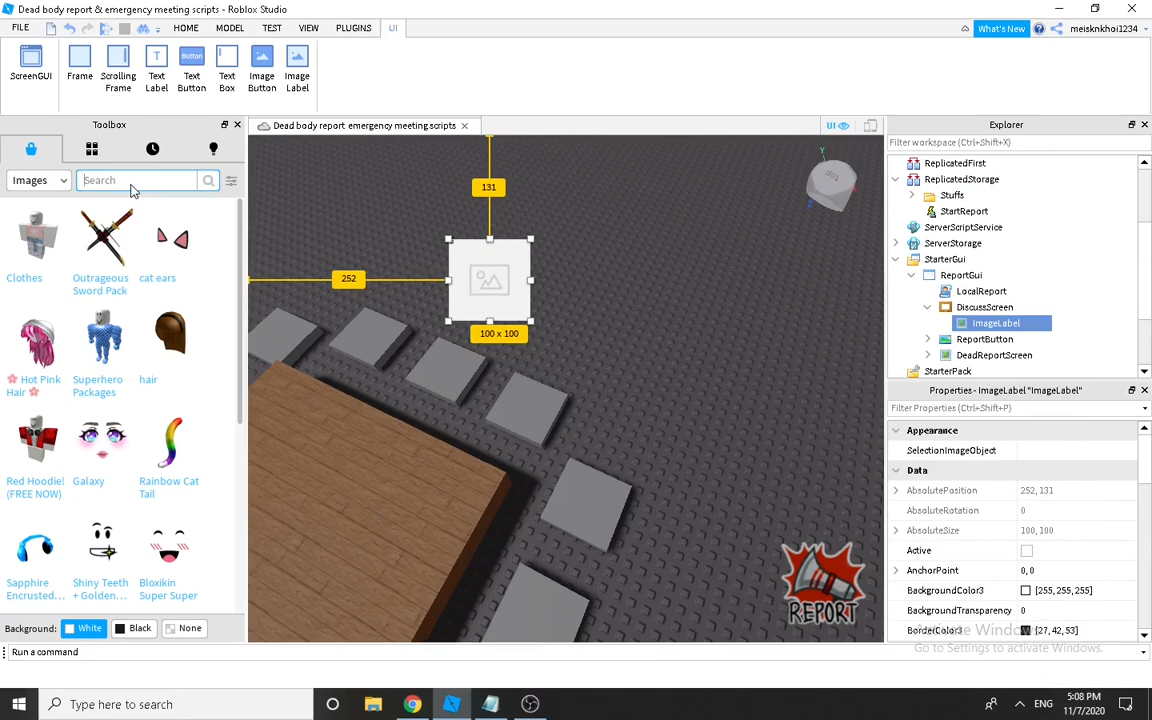 Dead body report & emergency meeting scripts - Roblox Studio
FILE HOME MODEL TEST VIEW PLUGINS UI What's New meisknkhoi1234
ScreenGUI Frame Scrolling Frame Text Label Text Button Button Text Box Image Button Image Label
Toolbox
Dead body report emergency meeting scripts
UI
Explorer
Filter workspace (Ctrl+Shift+X)
Images Search
Clothes Outrageous Sword Pack cat ears
Hot Pink Hair Superhero Packages hair
Red Hoodie! (FREE NOW) Galaxy Rainbow Cat Tail
Sapphire Encrusted... Shiny Teeth + Golden... Bloxikin Super Super
Background: White Black None
131
252
100 x 100
Top
Y
Z
REPORT
ReplicatedFirst
ReplicatedStorage
Stuffs
StartReport
ServerScriptService
ServerStorage
StarterGui
ReportGui
LocalReport
DiscussScreen
ImageLabel
ReportButton
DeadReportScreen
StarterPack
Properties - ImageLabel "ImageLabel"
Filter Properties (Ctrl+Shift+P)
Appearance
SelectionImageObject
Data
AbsolutePosition 252,131
AbsoluteRotation 0
AbsoluteSize 100,100
Active
AnchorPoint 0,0
BackgroundColor3 [255,255,255]
BackgroundTransparency 0
BorderColor3 [27,42,53]
Activate Windows
Go to Settings to activate Windows.
Run a command
Type here to search
ENG
5:08 PM
11/7/2020